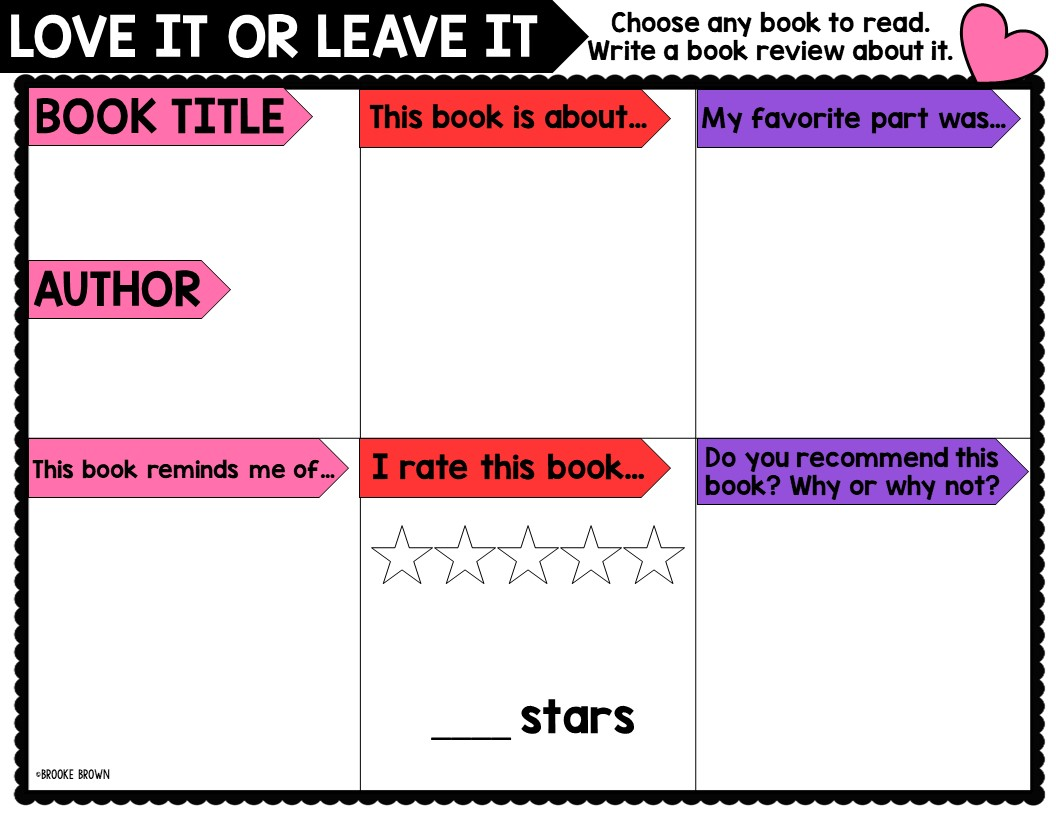 LOVE IT OR LEAVE IT
Choose any book to read.
Write a book review about it.
BOOK TITLE
AUTHOR
This book is about...
My favorite part was...
This book reminds me of...
I rate this book...
____ stars
Do you recommend this
book? Why or why not?
©BROOKE BROWN